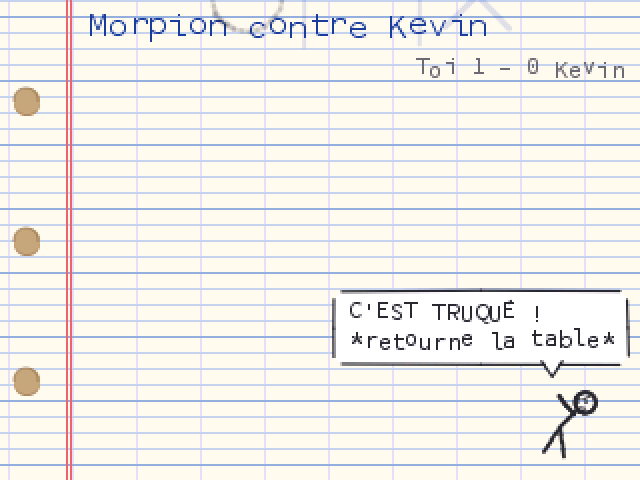 Morpion contre Kevin
Toi 1 - 0 Kevin
C'EST TRUQUÉ !
*retourne la table*